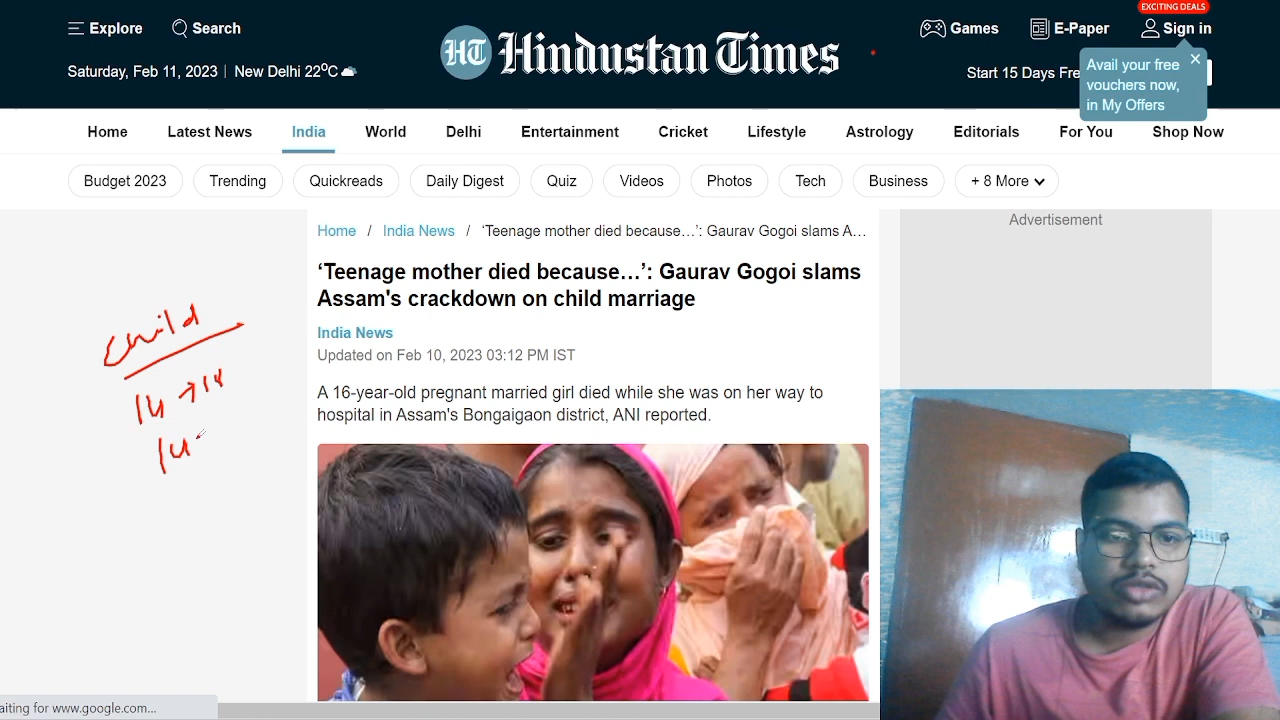 EXCITING DEALS
Explore
Search
HT Hindustan Times
Games
E-Paper
Sign in
Saturday, Feb 11, 2023 | New Delhi 22°C
Start 15 Days Fre
Avail your free
vouchers now,
in My Offers
Home Latest News India World Delhi Entertainment Cricket Lifestyle Astrology Editorials For You Shop Now
Budget 2023 Trending Quickreads Daily Digest Quiz Videos Photos Tech Business + 8 More
Home / India News / ‘Teenage mother died because…’: Gaurav Gogoi slams A…
Advertisement
‘Teenage mother died because…’: Gaurav Gogoi slams
Assam's crackdown on child marriage
India News
Updated on Feb 10, 2023 03:12 PM IST
A 16-year-old pregnant married girl died while she was on her way to
hospital in Assam's Bongaigaon district, ANI reported.
child
14 →
14
aiting for www.google.com...